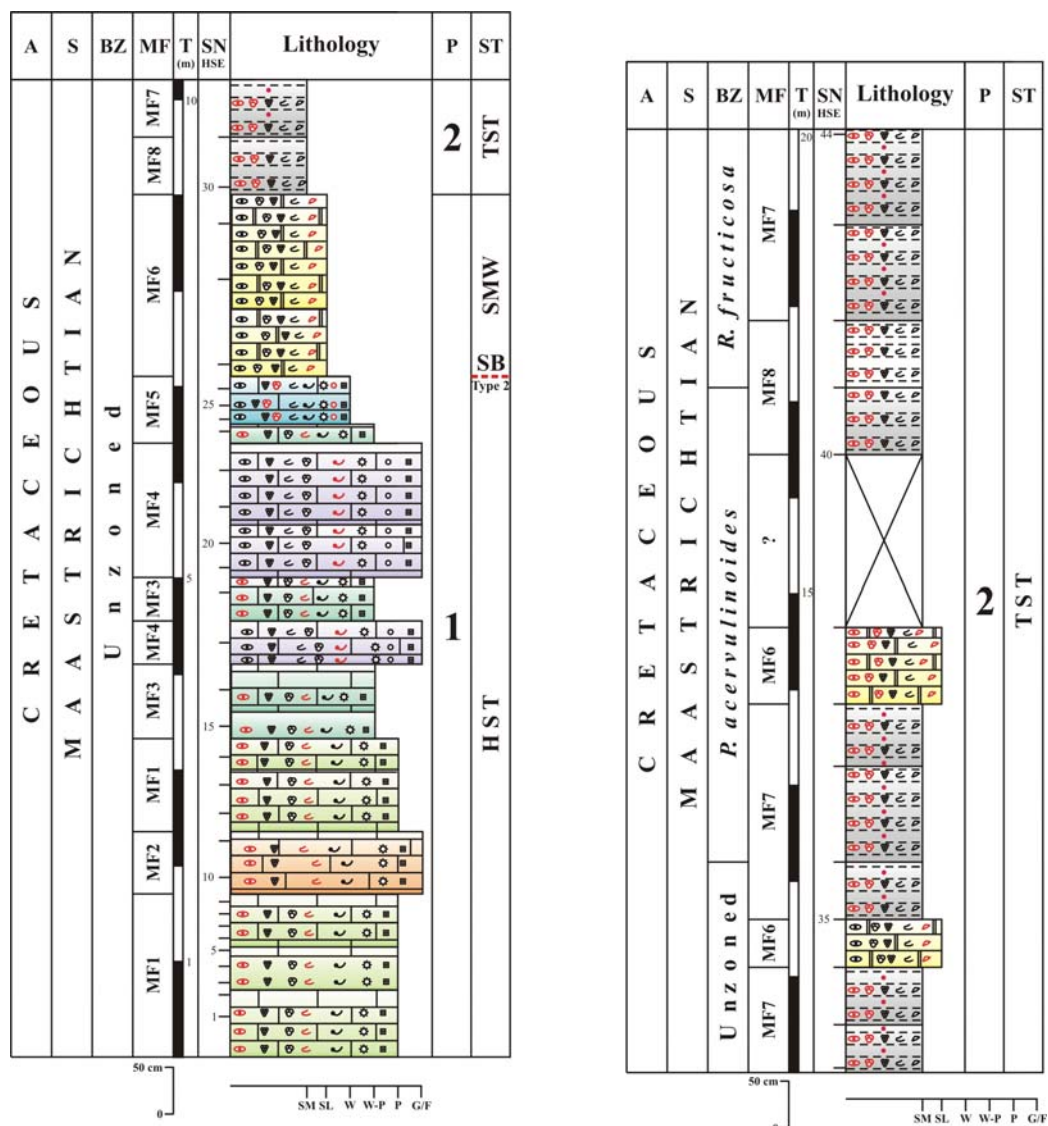 A S BZ MF T SN Lithology P ST
(m) HSE
CRETACEOUS
MAASTRICHTIAN
Unzoned
MF7
MF8
MF6
MF5
MF4
MF3
MF4
MF3
MF1
MF2
MF1
10
5
1
30
25
20
15
10
5
1
2
1
TST
SMW
SB
Type 2
HST
50 cm
0
SM SL W W-P P G/F
A S BZ MF T SN Lithology P ST
(m) HSE
CRETACEOUS
MAASTRICHTIAN
R. fructicosa
P. acervulinoides
Unzoned
MF7
MF8
?
MF6
MF7
MF6
MF7
20
15
44
40
35
2
TST
50 cm
0
SM SL W W-P P G/F